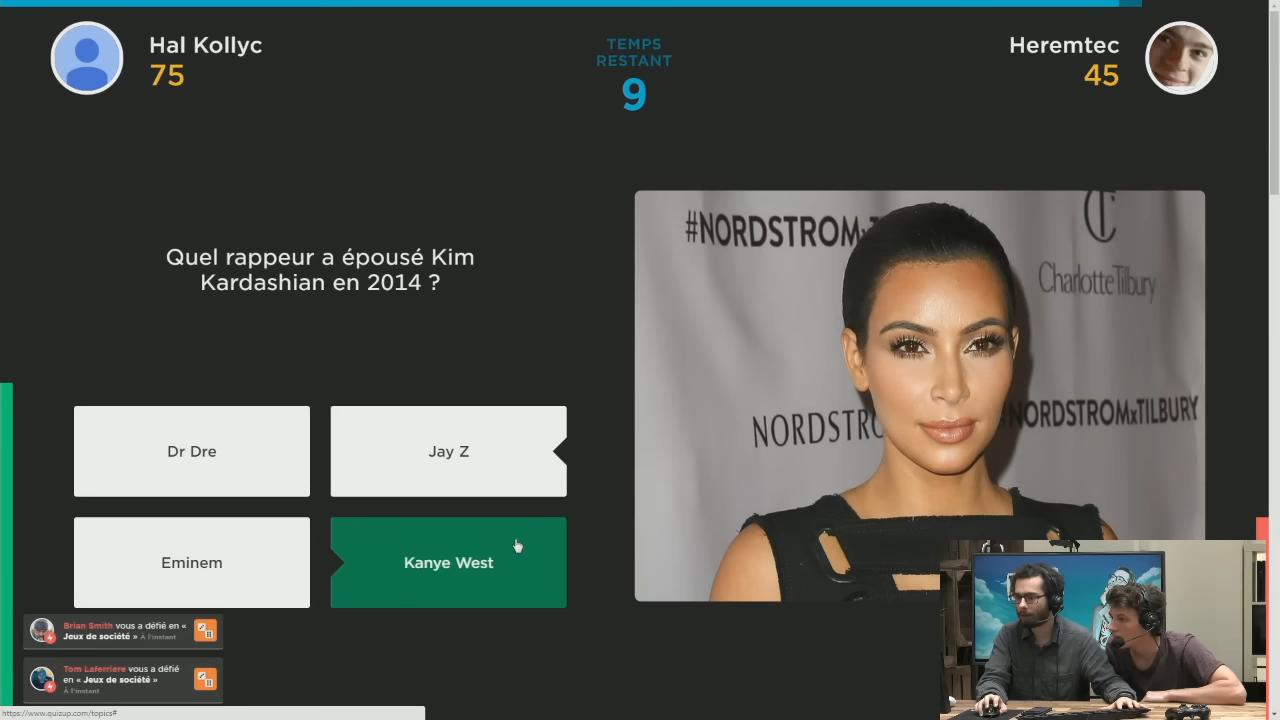 Hal Kollyc
75
TEMPS
RESTANT
9
Heremtec
45
Quel rappeur a épousé Kim
Kardashian en 2014 ?
#NORDSTROM
Charlotte Tilbury
NORDSTR
NORDSTROMxTILBURY
Dr Dre
Jay Z
Eminem
Kanye West
Brian Smith vous a défié en «
Jeux de société » À l'instant
Tom Laferriere vous a défié
en « Jeux de société »
À l'instant
https://www.quizup.com/topics#